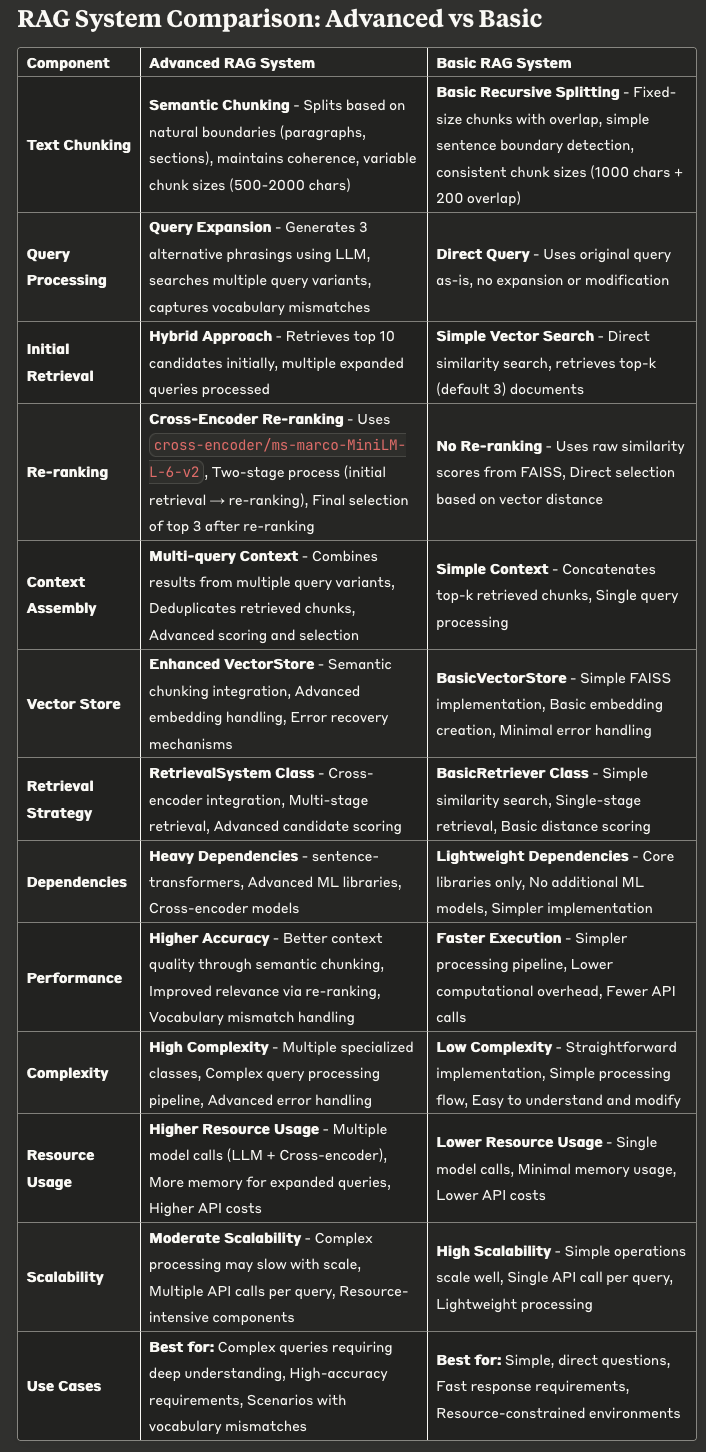 RAG System Comparison: Advanced vs Basic
Component
Advanced RAG System
Basic RAG System
Text Chunking
Semantic Chunking - Splits based on
natural boundaries (paragraphs,
sections), maintains coherence, variable
chunk sizes (500-2000 chars)
Basic Recursive Splitting - Fixed-
size chunks with overlap, simple
sentence boundary detection,
consistent chunk sizes (1000 chars +
200 overlap)
Query
Processing
Query Expansion - Generates 3
alternative phrasings using LLM,
searches multiple query variants,
captures vocabulary mismatches
Direct Query - Uses original query
as-is, no expansion or modification
Initial
Retrieval
Hybrid Approach - Retrieves top 10
candidates initially, multiple expanded
queries processed
Simple Vector Search - Direct
similarity search, retrieves top-k
(default 3) documents
Re-ranking
Cross-Encoder Re-ranking - Uses
cross-encoder/ms-marco-MiniLM-
L-6-v2, Two-stage process (initial
retrieval → re-ranking), Final selection
of top 3 after re-ranking
No Re-ranking - Uses raw similarity
scores from FAISS, Direct selection
based on vector distance
Context
Assembly
Multi-query Context - Combines
results from multiple query variants,
Deduplicates retrieved chunks,
Advanced scoring and selection
Simple Context - Concatenates
top-k retrieved chunks, Single query
processing
Vector Store
Enhanced VectorStore - Semantic
chunking integration, Advanced
embedding handling, Error recovery
mechanisms
BasicVectorStore - Simple FAISS
implementation, Basic embedding
creation, Minimal error handling
Retrieval
Strategy
RetrievalSystem Class - Cross-
encoder integration, Multi-stage
retrieval, Advanced candidate scoring
BasicRetriever Class - Simple
similarity search, Single-stage
retrieval, Basic distance scoring
Dependencies
Heavy Dependencies - sentence-
transformers, Advanced ML libraries,
Cross-encoder models
Lightweight Dependencies - Core
libraries only, No additional ML
models, Simpler implementation
Performance
Higher Accuracy - Better context
quality through semantic chunking,
Improved relevance via re-ranking,
Vocabulary mismatch handling
Faster Execution - Simpler
processing pipeline, Lower
computational overhead, Fewer API
calls
Complexity
High Complexity - Multiple specialized
classes, Complex query processing
pipeline, Advanced error handling
Low Complexity - Straightforward
implementation, Simple processing
flow, Easy to understand and modify
Resource
Usage
Higher Resource Usage - Multiple
model calls (LLM + Cross-encoder),
More memory for expanded queries,
Higher API costs
Lower Resource Usage - Single
model calls, Minimal memory usage,
Lower API costs
Scalability
Moderate Scalability - Complex
processing may slow with scale,
Multiple API calls per query, Resource-
intensive components
High Scalability - Simple operations
scale well, Single API call per query,
Lightweight processing
Use Cases
Best for: Complex queries requiring
deep understanding, High-accuracy
requirements, Scenarios with
vocabulary mismatches
Best for: Simple, direct questions,
Fast response requirements,
Resource-constrained environments